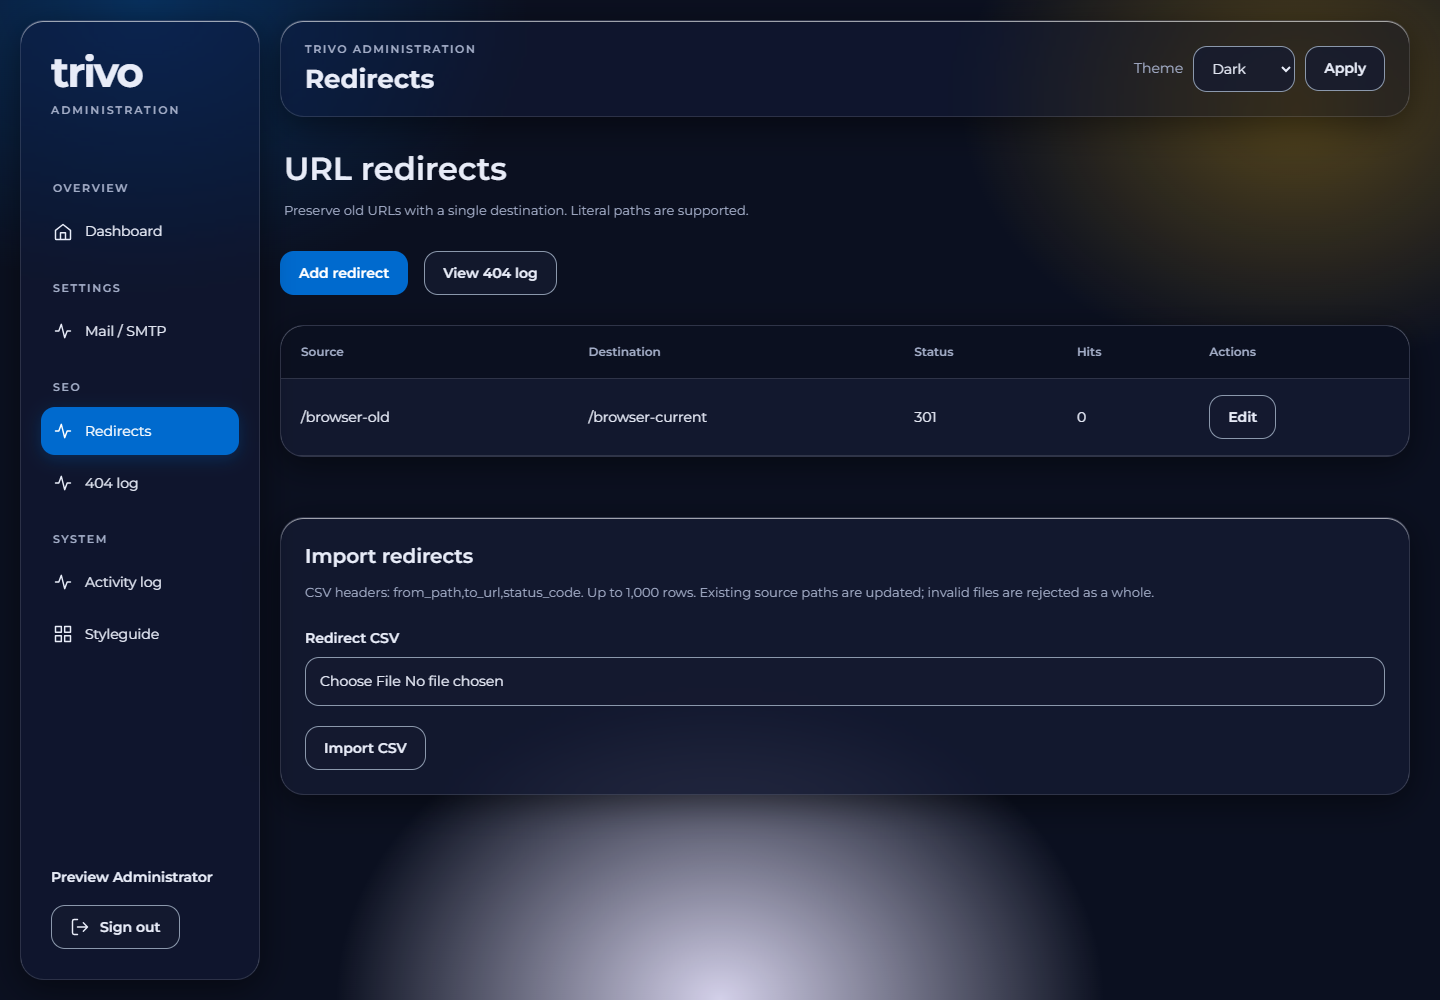 trivo
ADMINISTRATION
OVERVIEW
Dashboard
SETTINGS
Mail / SMTP
SEO
Redirects
404 log
SYSTEM
Activity log
Styleguide
Preview Administrator
Sign out
TRIVO ADMINISTRATION
Redirects
Theme Dark Apply
URL redirects
Preserve old URLs with a single destination. Literal paths are supported.
Add redirect View 404 log
Source Destination Status Hits Actions
/browser-old /browser-current 301 0 Edit
Import redirects
CSV headers: from_path,to_url,status_code. Up to 1,000 rows. Existing source paths are updated; invalid files are rejected as a whole.
Redirect CSV
Choose File No file chosen
Import CSV